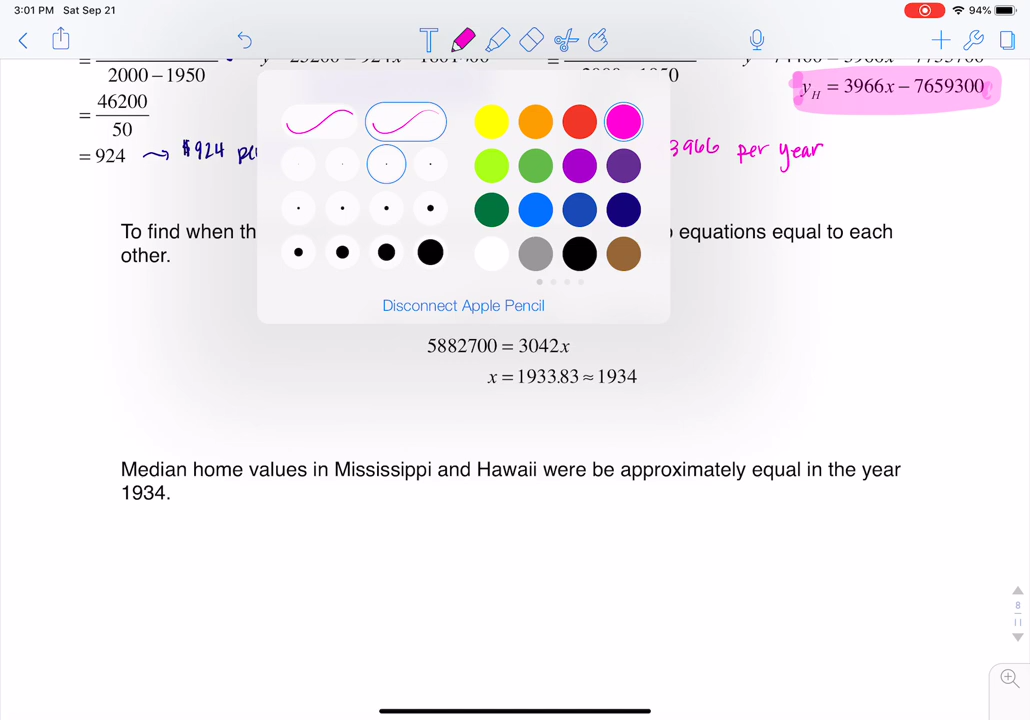 3:01 PM Sat Sep 21
94%
2000 − 1950
y_H = 3966x − 7659300
= 46200
50
= 924 → $924
3966 per year
To find when th
equations equal to each
other.
Disconnect Apple Pencil
5882700 = 3042x
x = 1933.83 ≈ 1934
Median home values in Mississippi and Hawaii were be approximately equal in the year
1934.
8
11